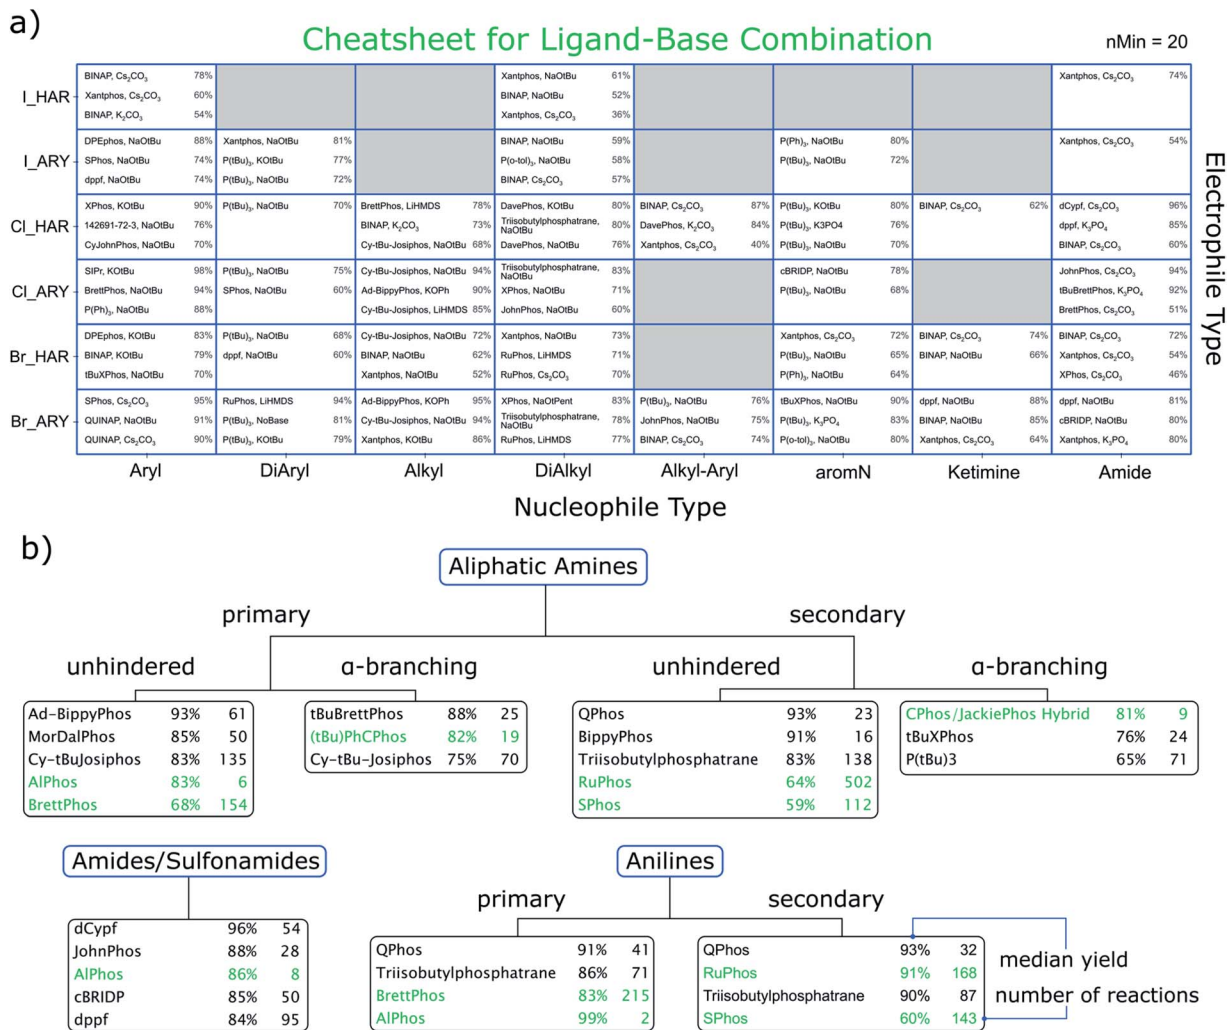 a)
Cheatsheet for Ligand-Base Combination
nMin = 20
I_HAR
BINAP, Cs₂CO₃ 78%
Xantphos, Cs₂CO₃ 60%
BINAP, K₂CO₃ 54%
Xantphos, NaOtBu 61%
BINAP, NaOtBu 52%
Xantphos, Cs₂CO₃ 36%
Xantphos, Cs₂CO₃ 74%
I_ARY
DPEphos, NaOtBu 88%
SPhos, NaOtBu 74%
dppf, NaOtBu 74%
Xantphos, NaOtBu 81%
P(tBu)₃, KOtBu 77%
P(tBu)₃, NaOtBu 72%
BINAP, NaOtBu 59%
P(o-tol)₃, NaOtBu 58%
BINAP, Cs₂CO₃ 57%
P(Ph)₃, NaOtBu 80%
P(tBu)₃, NaOtBu 72%
Xantphos, Cs₂CO₃ 54%
Cl_HAR
XPhos, KOtBu 90%
142691-72-3, NaOtBu 76%
CyJohnPhos, NaOtBu 70%
P(tBu)₃, NaOtBu 70%
BrettPhos, LiHMDS 78%
BINAP, K₂CO₃ 73%
Cy-tBu-Josiphos, NaOtBu 68%
DavePhos, KOtBu 80%
Triisobutylphosphatrane, 80%
NaOtBu
DavePhos, NaOtBu 76%
BINAP, Cs₂CO₃ 87%
DavePhos, K₂CO₃ 84%
Xantphos, Cs₂CO₃ 40%
P(tBu)₃, KOtBu 80%
P(tBu)₃, K3PO4 76%
P(tBu)₃, NaOtBu 70%
BINAP, Cs₂CO₃ 62%
dCypf, Cs₂CO₃ 96%
dppf, K₃PO₄ 85%
BINAP, Cs₂CO₃ 60%
Cl_ARY
SIPr, KOtBu 98%
BrettPhos, NaOtBu 94%
P(Ph)₃, NaOtBu 88%
P(tBu)₃, NaOtBu 75%
SPhos, NaOtBu 60%
Cy-tBu-Josiphos, NaOtBu 94%
Ad-BippyPhos, KOPh 90%
Cy-tBu-Josiphos, LiHMDS 85%
Triisobutylphosphatrane, 83%
NaOtBu
XPhos, NaOtBu 71%
JohnPhos, NaOtBu 60%
cBRIDP, NaOtBu 78%
P(tBu)₃, NaOtBu 68%
JohnPhos, Cs₂CO₃ 94%
tBuBrettPhos, K₃PO₄ 92%
BrettPhos, Cs₂CO₃ 51%
Br_HAR
DPEphos, KOtBu 83%
BINAP, KOtBu 79%
tBuXPhos, NaOtBu 70%
P(tBu)₃, NaOtBu 68%
dppf, NaOtBu 60%
Cy-tBu-Josiphos, NaOtBu 72%
BINAP, NaOtBu 62%
Xantphos, NaOtBu 52%
Xantphos, NaOtBu 73%
RuPhos, LiHMDS 71%
RuPhos, Cs₂CO₃ 70%
Xantphos, Cs₂CO₃ 72%
P(tBu)₃, NaOtBu 65%
P(Ph)₃, NaOtBu 64%
Xantphos, Cs₂CO₃ 74%
BINAP, NaOtBu 66%
BINAP, Cs₂CO₃ 72%
Xantphos, Cs₂CO₃ 54%
XPhos, Cs₂CO₃ 46%
Br_ARY
SPhos, Cs₂CO₃ 95%
QUINAP, NaOtBu 91%
QUINAP, Cs₂CO₃ 90%
RuPhos, LiHMDS 94%
P(tBu)₃, NoBase 81%
P(tBu)₃, KOtBu 79%
Ad-BippyPhos, KOPh 95%
Cy-tBu-Josiphos, NaOtBu 94%
Xantphos, KOtBu 86%
XPhos, NaOtPent 83%
Triisobutylphosphatrane, 78%
NaOtBu
RuPhos, LiHMDS 77%
P(tBu)₃, NaOtBu 76%
JohnPhos, NaOtBu 75%
BINAP, Cs₂CO₃ 74%
tBuXPhos, NaOtBu 90%
P(tBu)₃, K₃PO₄ 83%
P(o-tol)₃, NaOtBu 80%
dppf, NaOtBu 88%
BINAP, NaOtBu 85%
Xantphos, Cs₂CO₃ 64%
dppf, NaOtBu 81%
cBRIDP, NaOtBu 80%
Xantphos, K₃PO₄ 80%
Electrophile Type
Aryl DiAryl Alkyl DiAlkyl Alkyl-Aryl aromN Ketimine Amide
Nucleophile Type
b)
Aliphatic Amines
primary
secondary
unhindered
α-branching
unhindered
α-branching
Ad-BippyPhos 93% 61
MorDalPhos 85% 50
Cy-tBuJosiphos 83% 135
AlPhos 83% 6
BrettPhos 68% 154
tBuBrettPhos 88% 25
(tBu)PhCPhos 82% 19
Cy-tBu-Josiphos 75% 70
QPhos 93% 23
BippyPhos 91% 16
Triisobutylphosphatrane 83% 138
RuPhos 64% 502
SPhos 59% 112
CPhos/JackiePhos Hybrid 81% 9
tBuXPhos 76% 24
P(tBu)3 65% 71
Amides/Sulfonamides
dCypf 96% 54
JohnPhos 88% 28
AlPhos 86% 8
cBRIDP 85% 50
dppf 84% 95
Anilines
primary
secondary
QPhos 91% 41
Triisobutylphosphatrane 86% 71
BrettPhos 83% 215
AlPhos 99% 2
QPhos 93% 32
RuPhos 91% 168
Triisobutylphosphatrane 90% 87
SPhos 60% 143
median yield
number of reactions